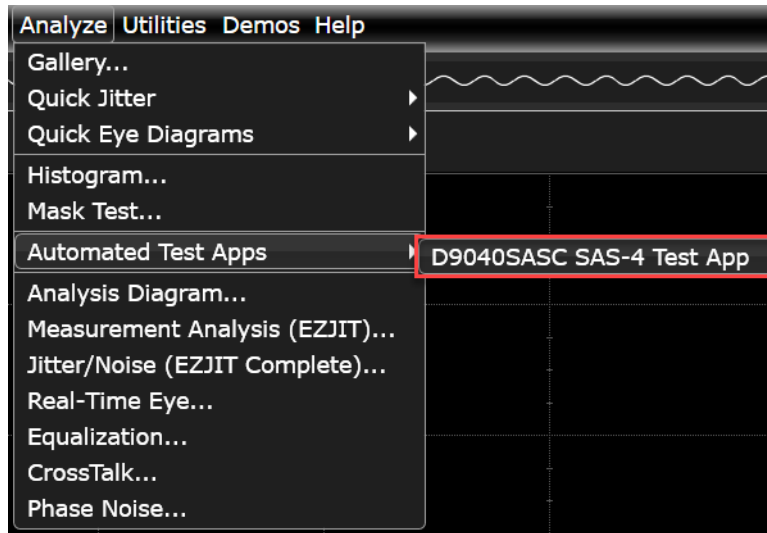 Analyze Utilities Demos Help
Gallery...
Quick Jitter
Quick Eye Diagrams
Histogram...
Mask Test...
Automated Test Apps
D9040SASC SAS-4 Test App
Analysis Diagram...
Measurement Analysis (EZJIT)...
Jitter/Noise (EZJIT Complete)...
Real-Time Eye...
Equalization...
CrossTalk...
Phase Noise...